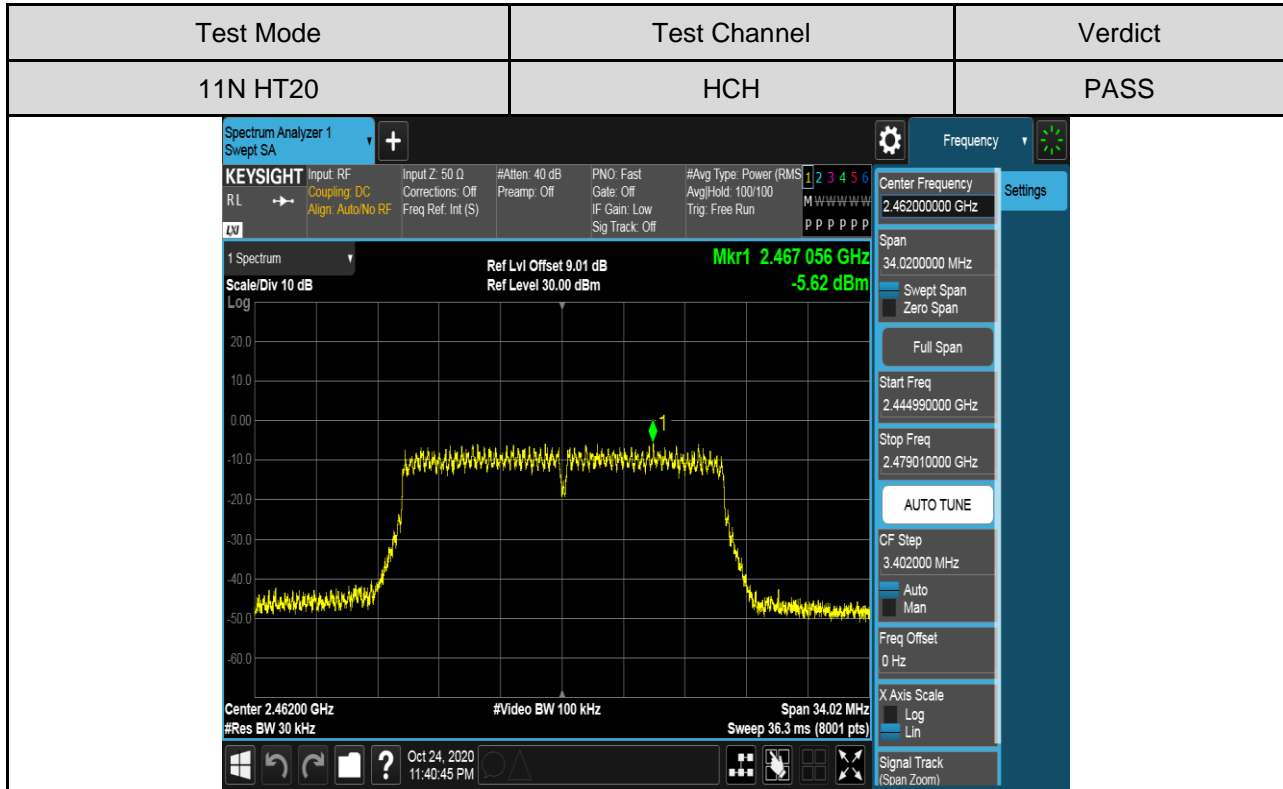 Test Mode Test Channel Verdict
11N HT20 HCH PASS
Spectrum Analyzer 1
Swept SA
+
Frequency
KEYSIGHT
RL
LXI
Input: RF
Coupling: DC
Align: Auto/No RF
Input Z: 50 Ω
Corrections: Off
Freq Ref: Int (S)
#Atten: 40 dB
Preamp: Off
PNO: Fast
Gate: Off
IF Gain: Low
Sig Track: Off
#Avg Type: Power (RMS
Avg|Hold: 100/100
Trig: Free Run
1 2 3 4 5 6
M W W W W W
P P P P P P
1 Spectrum
Scale/Div 10 dB
Log
Ref Lvl Offset 9.01 dB
Ref Level 30.00 dBm
Mkr1 2.467 056 GHz
-5.62 dBm
20.0
10.0
0.00
-10.0
-20.0
-30.0
-40.0
-50.0
-60.0
1
Center 2.46200 GHz
#Video BW 100 kHz
Span 34.02 MHz
#Res BW 30 kHz
Sweep 36.3 ms (8001 pts)
?
Oct 24, 2020
11:40:45 PM
Center Frequency
2.462000000 GHz
Settings
Span
34.0200000 MHz
Swept Span
Zero Span
Full Span
Start Freq
2.444990000 GHz
Stop Freq
2.479010000 GHz
AUTO TUNE
CF Step
3.402000 MHz
Auto
Man
Freq Offset
0 Hz
X Axis Scale
Log
Lin
Signal Track
(Span Zoom)